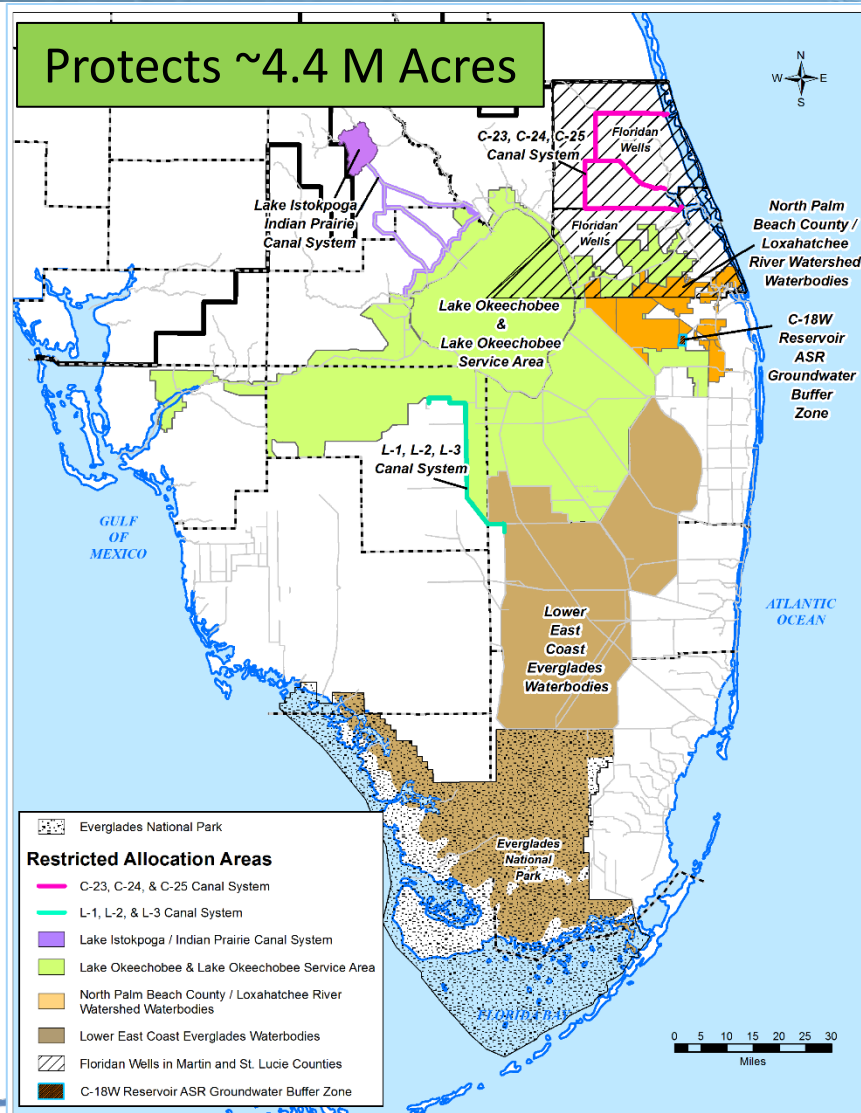 Protects ~4.4 M Acres
N
W
E
S
C-23, C-24, C-25
Canal System
Floridan
Wells
Lake Istokpoga
Indian Prairie
Canal System
Floridan
Wells
North Palm
Beach County /
Loxahatchee
River Watershed
Waterbodies
Lake Okeechobee
&
Lake Okeechobee
Service Area
C-18W
Reservoir
ASR
Groundwater
Buffer
Zone
L-1, L-2, L-3
Canal System
GULF
OF
MEXICO
ATLANTIC
OCEAN
Lower
East
Coast
Everglades
Waterbodies
Everglades
National
Park
FLORIDA BAY
Everglades National Park
Restricted Allocation Areas
C-23, C-24, & C-25 Canal System
L-1, L-2, & L-3 Canal System
Lake Istokpoga / Indian Prairie Canal System
Lake Okeechobee & Lake Okeechobee Service Area
North Palm Beach County / Loxahatchee River
Watershed Waterbodies
Lower East Coast Everglades Waterbodies
Floridan Wells in Martin and St. Lucie Counties
C-18W Reservoir ASR Groundwater Buffer Zone
0 5 10 15 20 25 30
Miles